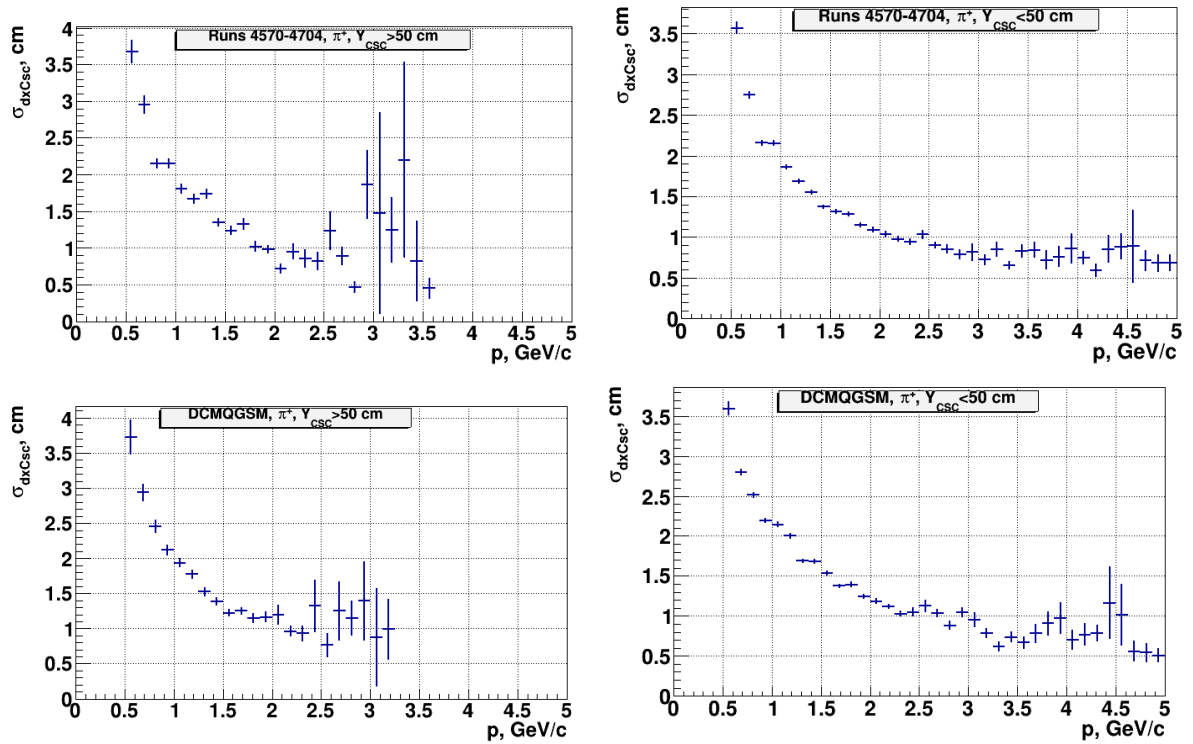 Runs 4570-4704, π⁺, Y_CSC>50 cm
σ_dxCsc, cm
4
3.5
3
2.5
2
1.5
1
0.5
0
0 0.5 1 1.5 2 2.5 3 3.5 4 4.5 5
p, GeV/c
Runs 4570-4704, π⁺, Y_CSC<50 cm
σ_dxCsc, cm
3.5
3
2.5
2
1.5
1
0.5
0
0 0.5 1 1.5 2 2.5 3 3.5 4 4.5 5
p, GeV/c
DCMQGSM, π⁺, Y_CSC>50 cm
σ_dxCsc, cm
4
3.5
3
2.5
2
1.5
1
0.5
0
0 0.5 1 1.5 2 2.5 3 3.5 4 4.5 5
p, GeV/c
DCMQGSM, π⁺, Y_CSC<50 cm
σ_dxCsc, cm
3.5
3
2.5
2
1.5
1
0.5
0
0 0.5 1 1.5 2 2.5 3 3.5 4 4.5 5
p, GeV/c